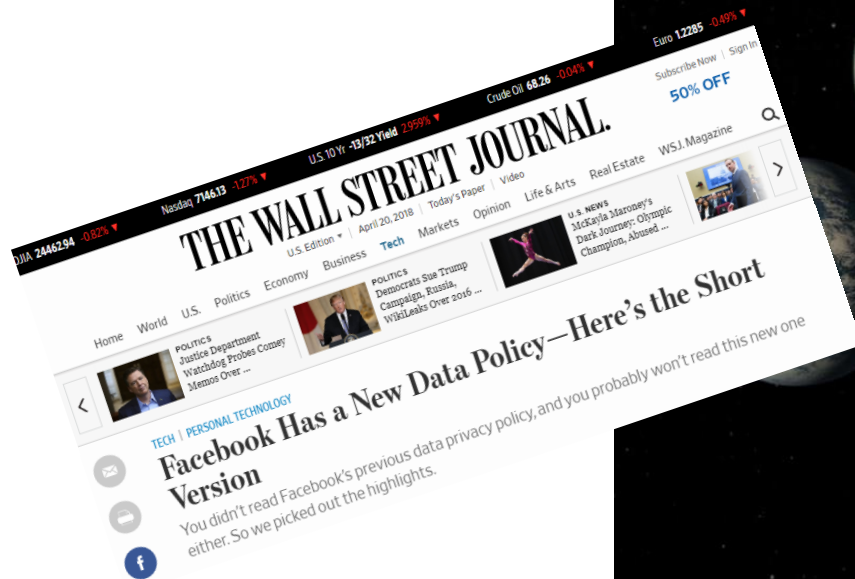 DJIA 24462.94 -0.82% ▼
Nasdaq 7146.13 -1.27% ▼
U.S. 10 Yr -13/32 Yield 2.959% ▼
Crude Oil 68.26 -0.04% ▼
Euro 1.2285 -0.49% ▼
Subscribe Now | Sign In
50% OFF
THE WALL STREET JOURNAL.
U.S. Edition ▼ | April 20, 2018 | Today's Paper | Video
Home World U.S. Politics Economy Business Tech Markets Opinion Life & Arts Real Estate WSJ. Magazine
POLITICS
Justice Department
Watchdog Probes Comey
Memos Over ...
POLITICS
Democrats Sue Trump
Campaign, Russia,
WikiLeaks Over 2016 ...
U.S. NEWS
McKayla Maroney's
Dark Journey: Olympic
Champion, Abused ...
TECH | PERSONAL TECHNOLOGY
Facebook Has a New Data Policy—Here's the Short
Version
You didn't read Facebook's previous data privacy policy, and you probably won't read this new one
either. So we picked out the highlights.
f